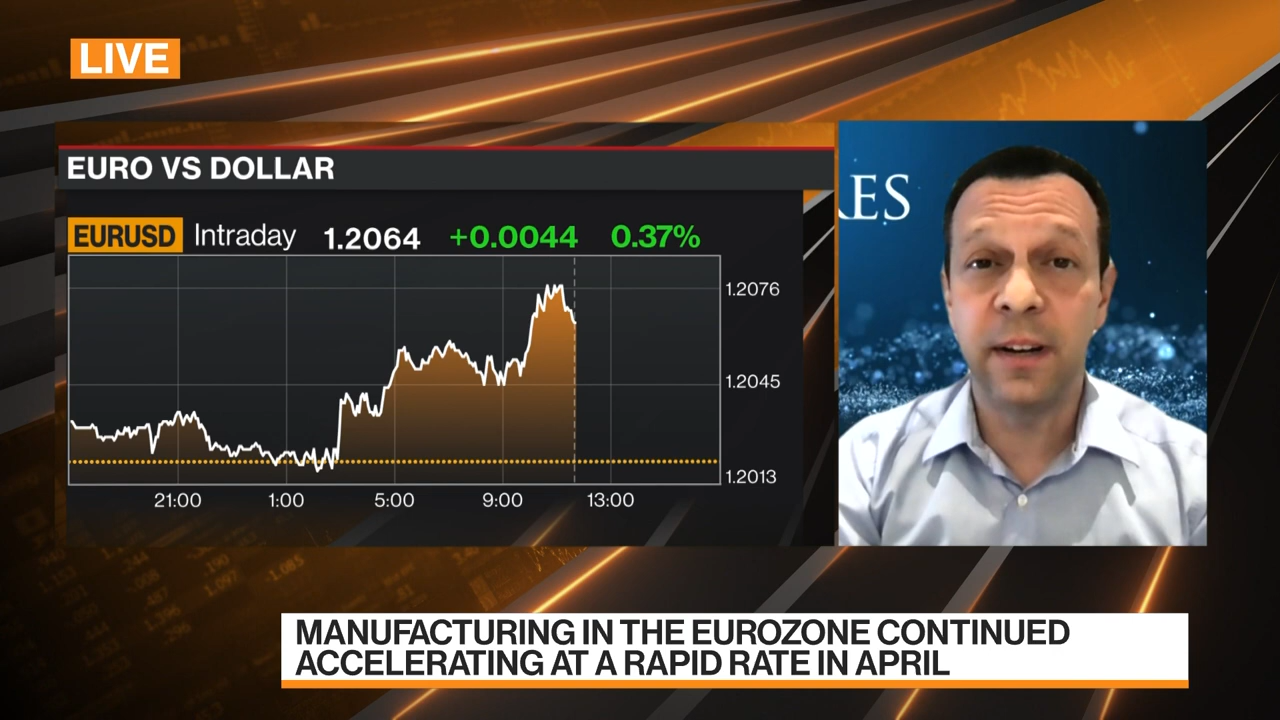 LIVE
EURO VS DOLLAR
EURUSD Intraday 1.2064 +0.0044 0.37%
1.2076
1.2045
1.2013
21:00 1:00 5:00 9:00 13:00
ES
MANUFACTURING IN THE EUROZONE CONTINUED
ACCELERATING AT A RAPID RATE IN APRIL